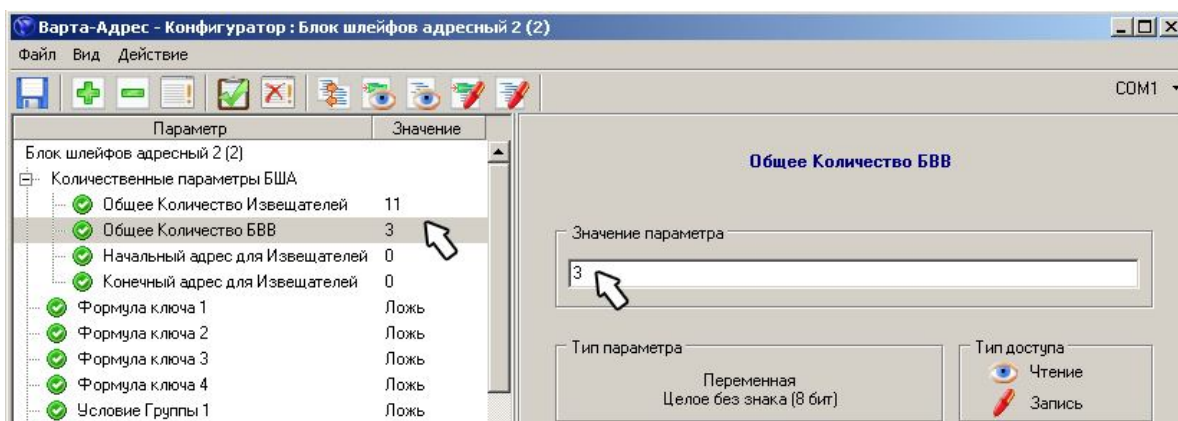 Варта-Адрес - Конфигуратор : Блок шлейфов адресный 2 (2)
Файл Вид Действие
COM1
Параметр Значение
Блок шлейфов адресный 2 (2)
Количественные параметры БША
Общее Количество Извещателей 11
Общее Количество БВВ 3
Начальный адрес для Извещателей 0
Конечный адрес для Извещателей 0
Формула ключа 1 Ложь
Формула ключа 2 Ложь
Формула ключа 3 Ложь
Формула ключа 4 Ложь
Условие Группы 1 Ложь
Общее Количество БВВ
Значение параметра
3
Тип параметра
Переменная
Целое без знака (8 бит)
Тип доступа
Чтение
Запись